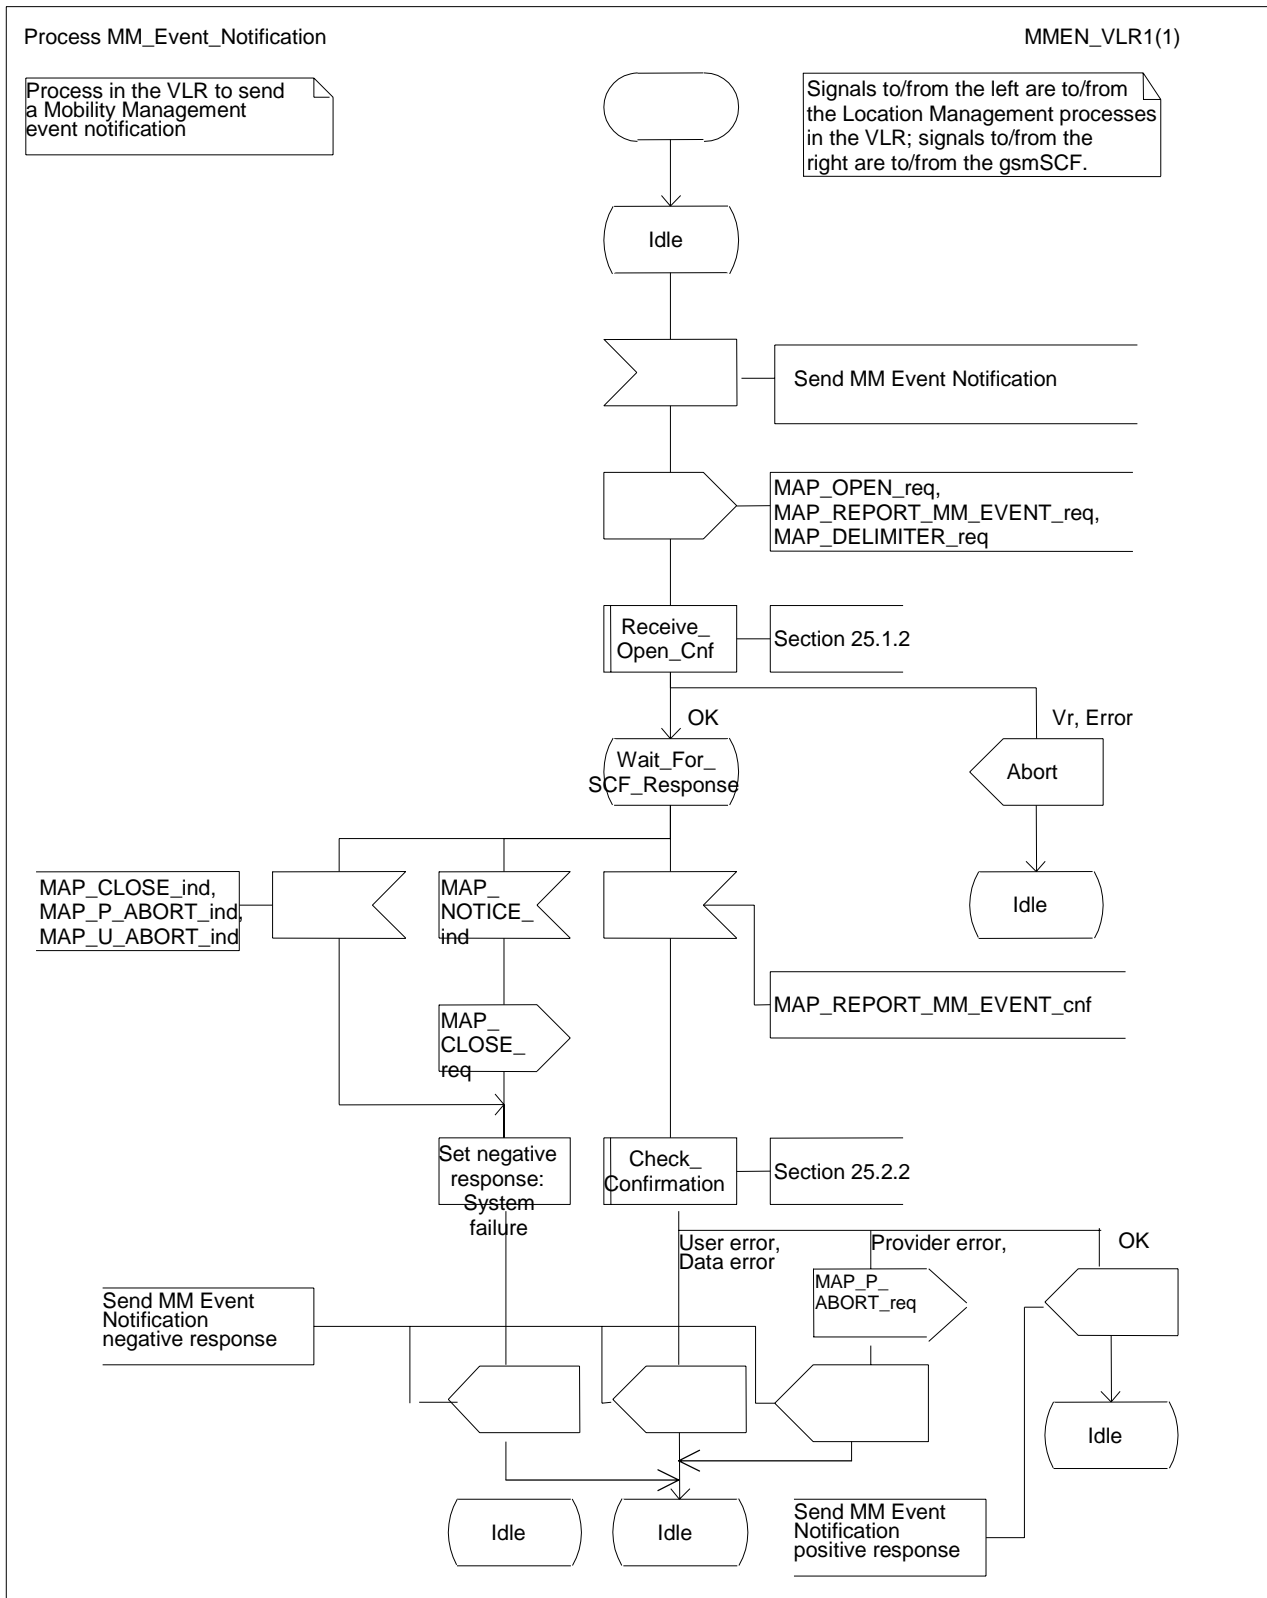 Process MM_Event_Notification
MMEN_VLR1(1)
Process in the VLR to send
a Mobility Management
event notification
Signals to/from the left are to/from
the Location Management processes
in the VLR; signals to/from the
right are to/from the gsmSCF.
Idle
Send MM Event Notification
MAP_OPEN_req,
MAP_REPORT_MM_EVENT_req,
MAP_DELIMITER_req
Receive_
Open_Cnf
Section 25.1.2
OK
Vr, Error
Wait_For_
SCF_Response
Abort
MAP_CLOSE_ind,
MAP_P_ABORT_ind,
MAP_U_ABORT_ind
MAP_
NOTICE_
ind
Idle
MAP_REPORT_MM_EVENT_cnf
MAP_
CLOSE_
req
Set negative
response:
System
failure
Check_
Confirmation
Section 25.2.2
User error,
Data error
Provider error,
OK
MAP_P_
ABORT_req
Send MM Event
Notification
negative response
Idle
Idle
Idle
Send MM Event
Notification
positive response